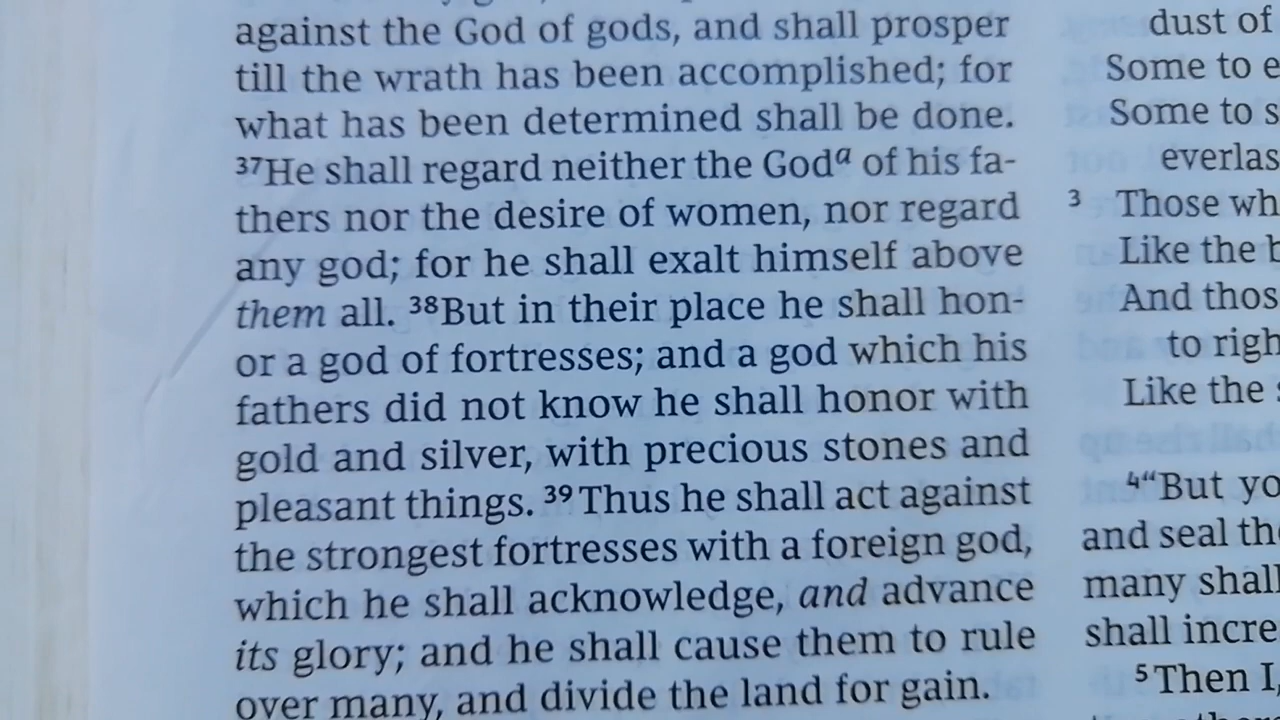 against the God of gods, and shall prosper
till the wrath has been accomplished; for
what has been determined shall be done.
³⁷He shall regard neither the Godᵃ of his fa-
thers nor the desire of women, nor regard
any god; for he shall exalt himself above
them all. ³⁸But in their place he shall hon-
or a god of fortresses; and a god which his
fathers did not know he shall honor with
gold and silver, with precious stones and
pleasant things. ³⁹Thus he shall act against
the strongest fortresses with a foreign god,
which he shall acknowledge, and advance
its glory; and he shall cause them to rule
over many, and divide the land for gain.
dust of
Some to
Some to
³ Those
Like the
And
to
Like the
⁴“But
and seal
many shall
shall
⁵Then I,